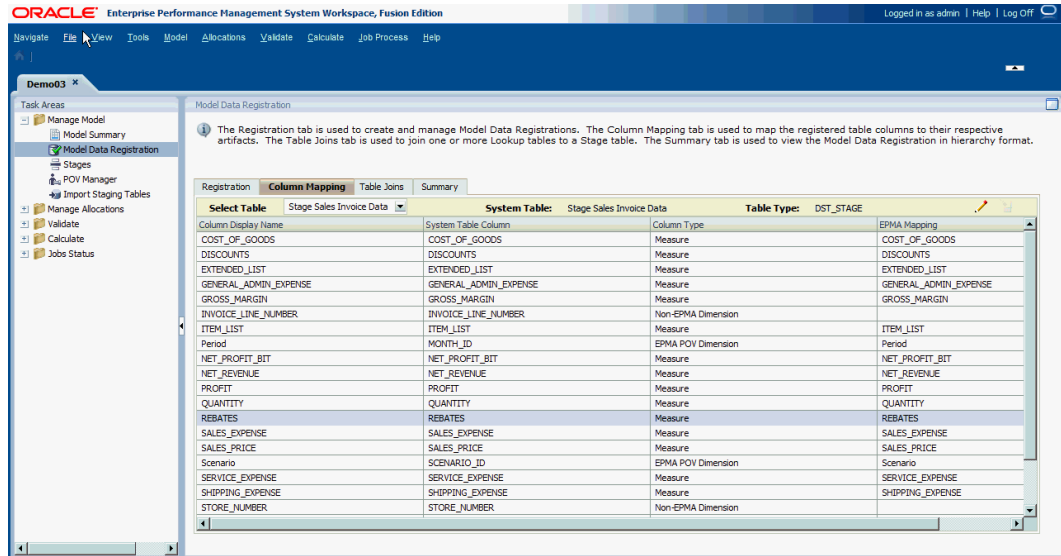 ORACLE® Enterprise Performance Management System Workspace, Fusion Edition
Logged in as admin | Help | Log Off
Navigate File View Tools Model Allocations Validate Calculate Job Process Help
Demo03 ×
Task Areas
Manage Model
Model Summary
Model Data Registration
Stages
POV Manager
Import Staging Tables
Manage Allocations
Validate
Calculate
Jobs Status
Model Data Registration
The Registration tab is used to create and manage Model Data Registrations. The Column Mapping tab is used to map the registered table columns to their respective
artifacts. The Table Joins tab is used to join one or more Lookup tables to a Stage table. The Summary tab is used to view the Model Data Registration in hierarchy format.
Registration Column Mapping Table Joins Summary
Select Table Stage Sales Invoice Data System Table: Stage Sales Invoice Data Table Type: DST_STAGE
Column Display Name System Table Column Column Type EPMA Mapping
COST_OF_GOODS COST_OF_GOODS Measure COST_OF_GOODS
DISCOUNTS DISCOUNTS Measure DISCOUNTS
EXTENDED_LIST EXTENDED_LIST Measure EXTENDED_LIST
GENERAL_ADMIN_EXPENSE GENERAL_ADMIN_EXPENSE Measure GENERAL_ADMIN_EXPENSE
GROSS_MARGIN GROSS_MARGIN Measure GROSS_MARGIN
INVOICE_LINE_NUMBER INVOICE_LINE_NUMBER Non-EPMA Dimension
ITEM_LIST ITEM_LIST Measure ITEM_LIST
Period MONTH_ID EPMA POV Dimension Period
NET_PROFIT_BIT NET_PROFIT_BIT Measure NET_PROFIT_BIT
NET_REVENUE NET_REVENUE Measure NET_REVENUE
PROFIT PROFIT Measure PROFIT
QUANTITY QUANTITY Measure QUANTITY
REBATES REBATES Measure REBATES
SALES_EXPENSE SALES_EXPENSE Measure SALES_EXPENSE
SALES_PRICE SALES_PRICE Measure SALES_PRICE
Scenario SCENARIO_ID EPMA POV Dimension Scenario
SERVICE_EXPENSE SERVICE_EXPENSE Measure SERVICE_EXPENSE
SHIPPING_EXPENSE SHIPPING_EXPENSE Measure SHIPPING_EXPENSE
STORE_NUMBER STORE_NUMBER Non-EPMA Dimension